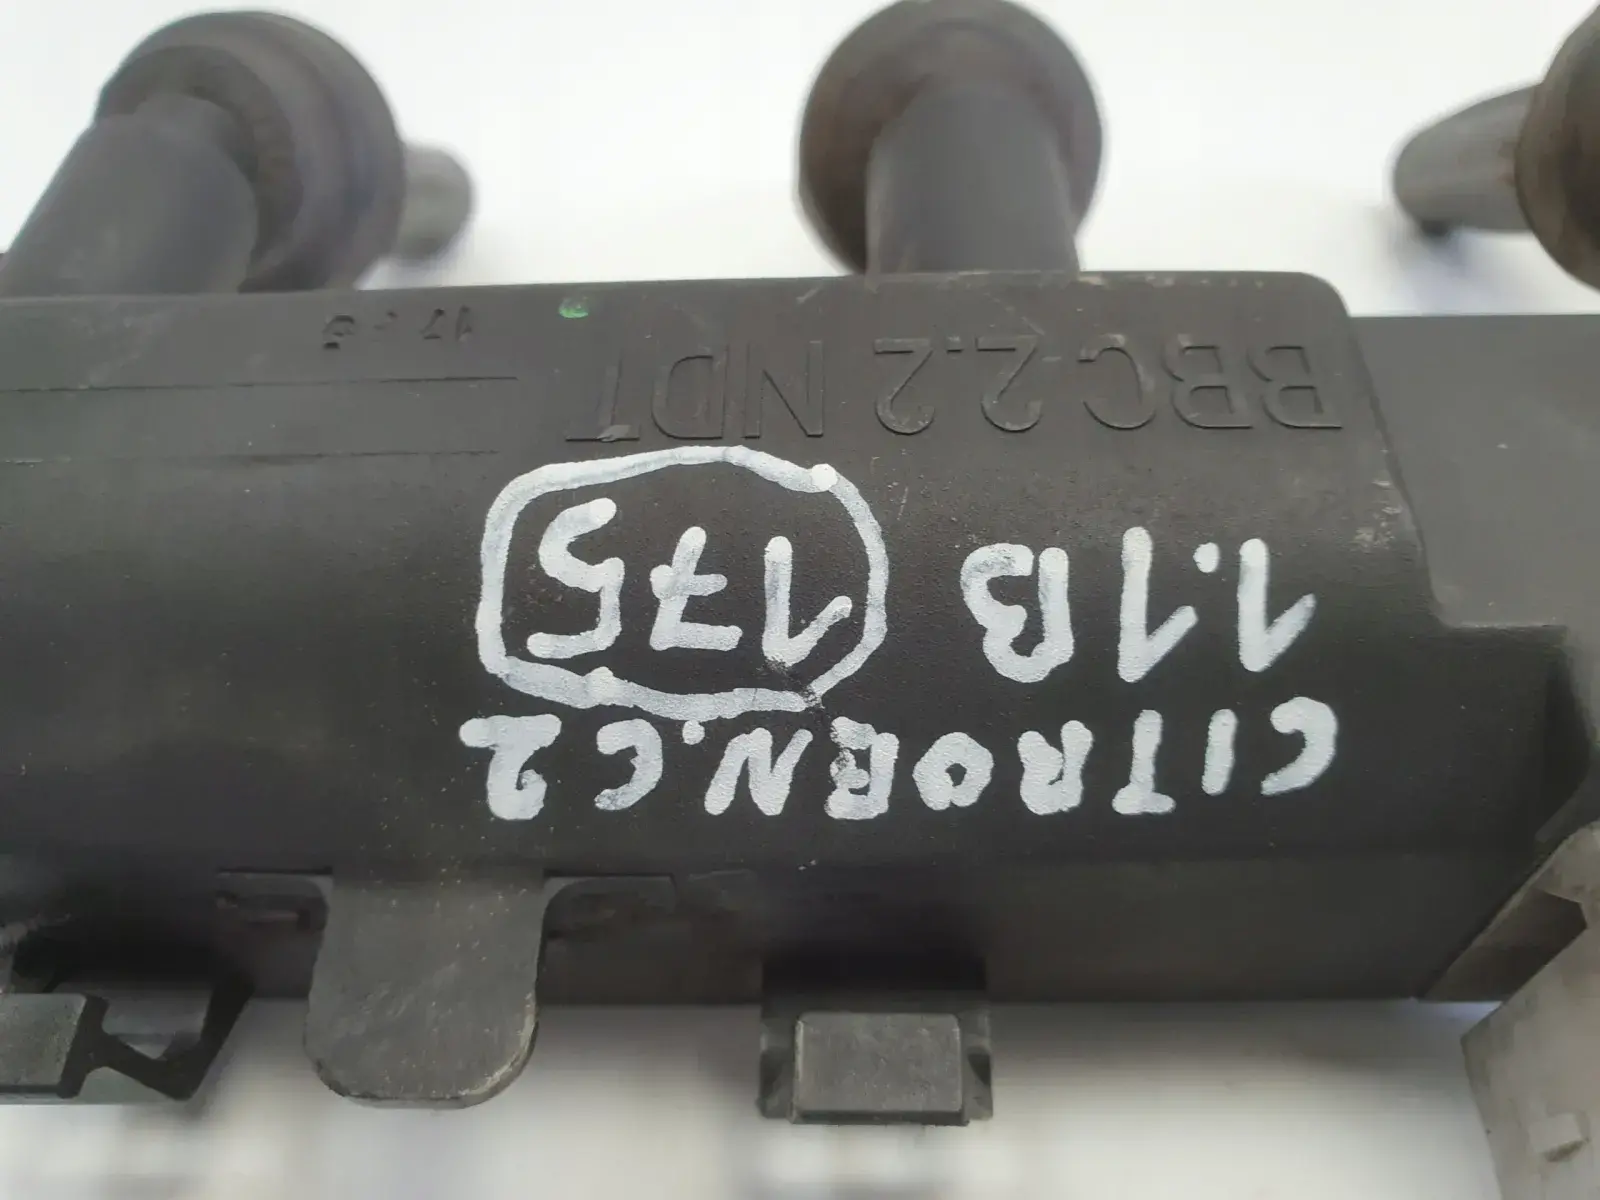 CITROEN.C2
1.1B 175
BBC 2.2 NDT